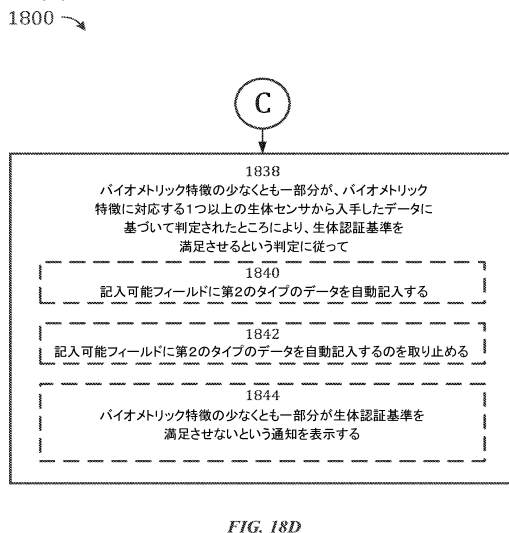 1800
C
1838
バイオメトリック特徴の少なくとも一部分が、バイオメトリック
特徴に対応する１つ以上の生体センサから入手したデータに
基づいて判定されたところにより、生体認証基準を
満足させるという判定に従って
1840
記入可能フィールドに第２のタイプのデータを自動記入する
1842
記入可能フィールドに第２のタイプのデータを自動記入するのを取り止める
1844
バイオメトリック特徴の少なくとも一部分が生体認証基準を
満足させないという通知を表示する
FIG. 18D